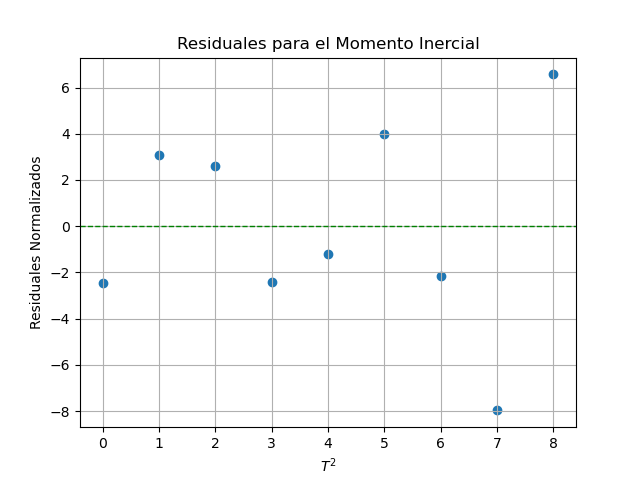 Residuales para el Momento Inercial
Residuales Normalizados
6
4
2
0
−2
−4
−6
−8
0 1 2 3 4 5 6 7 8
T²